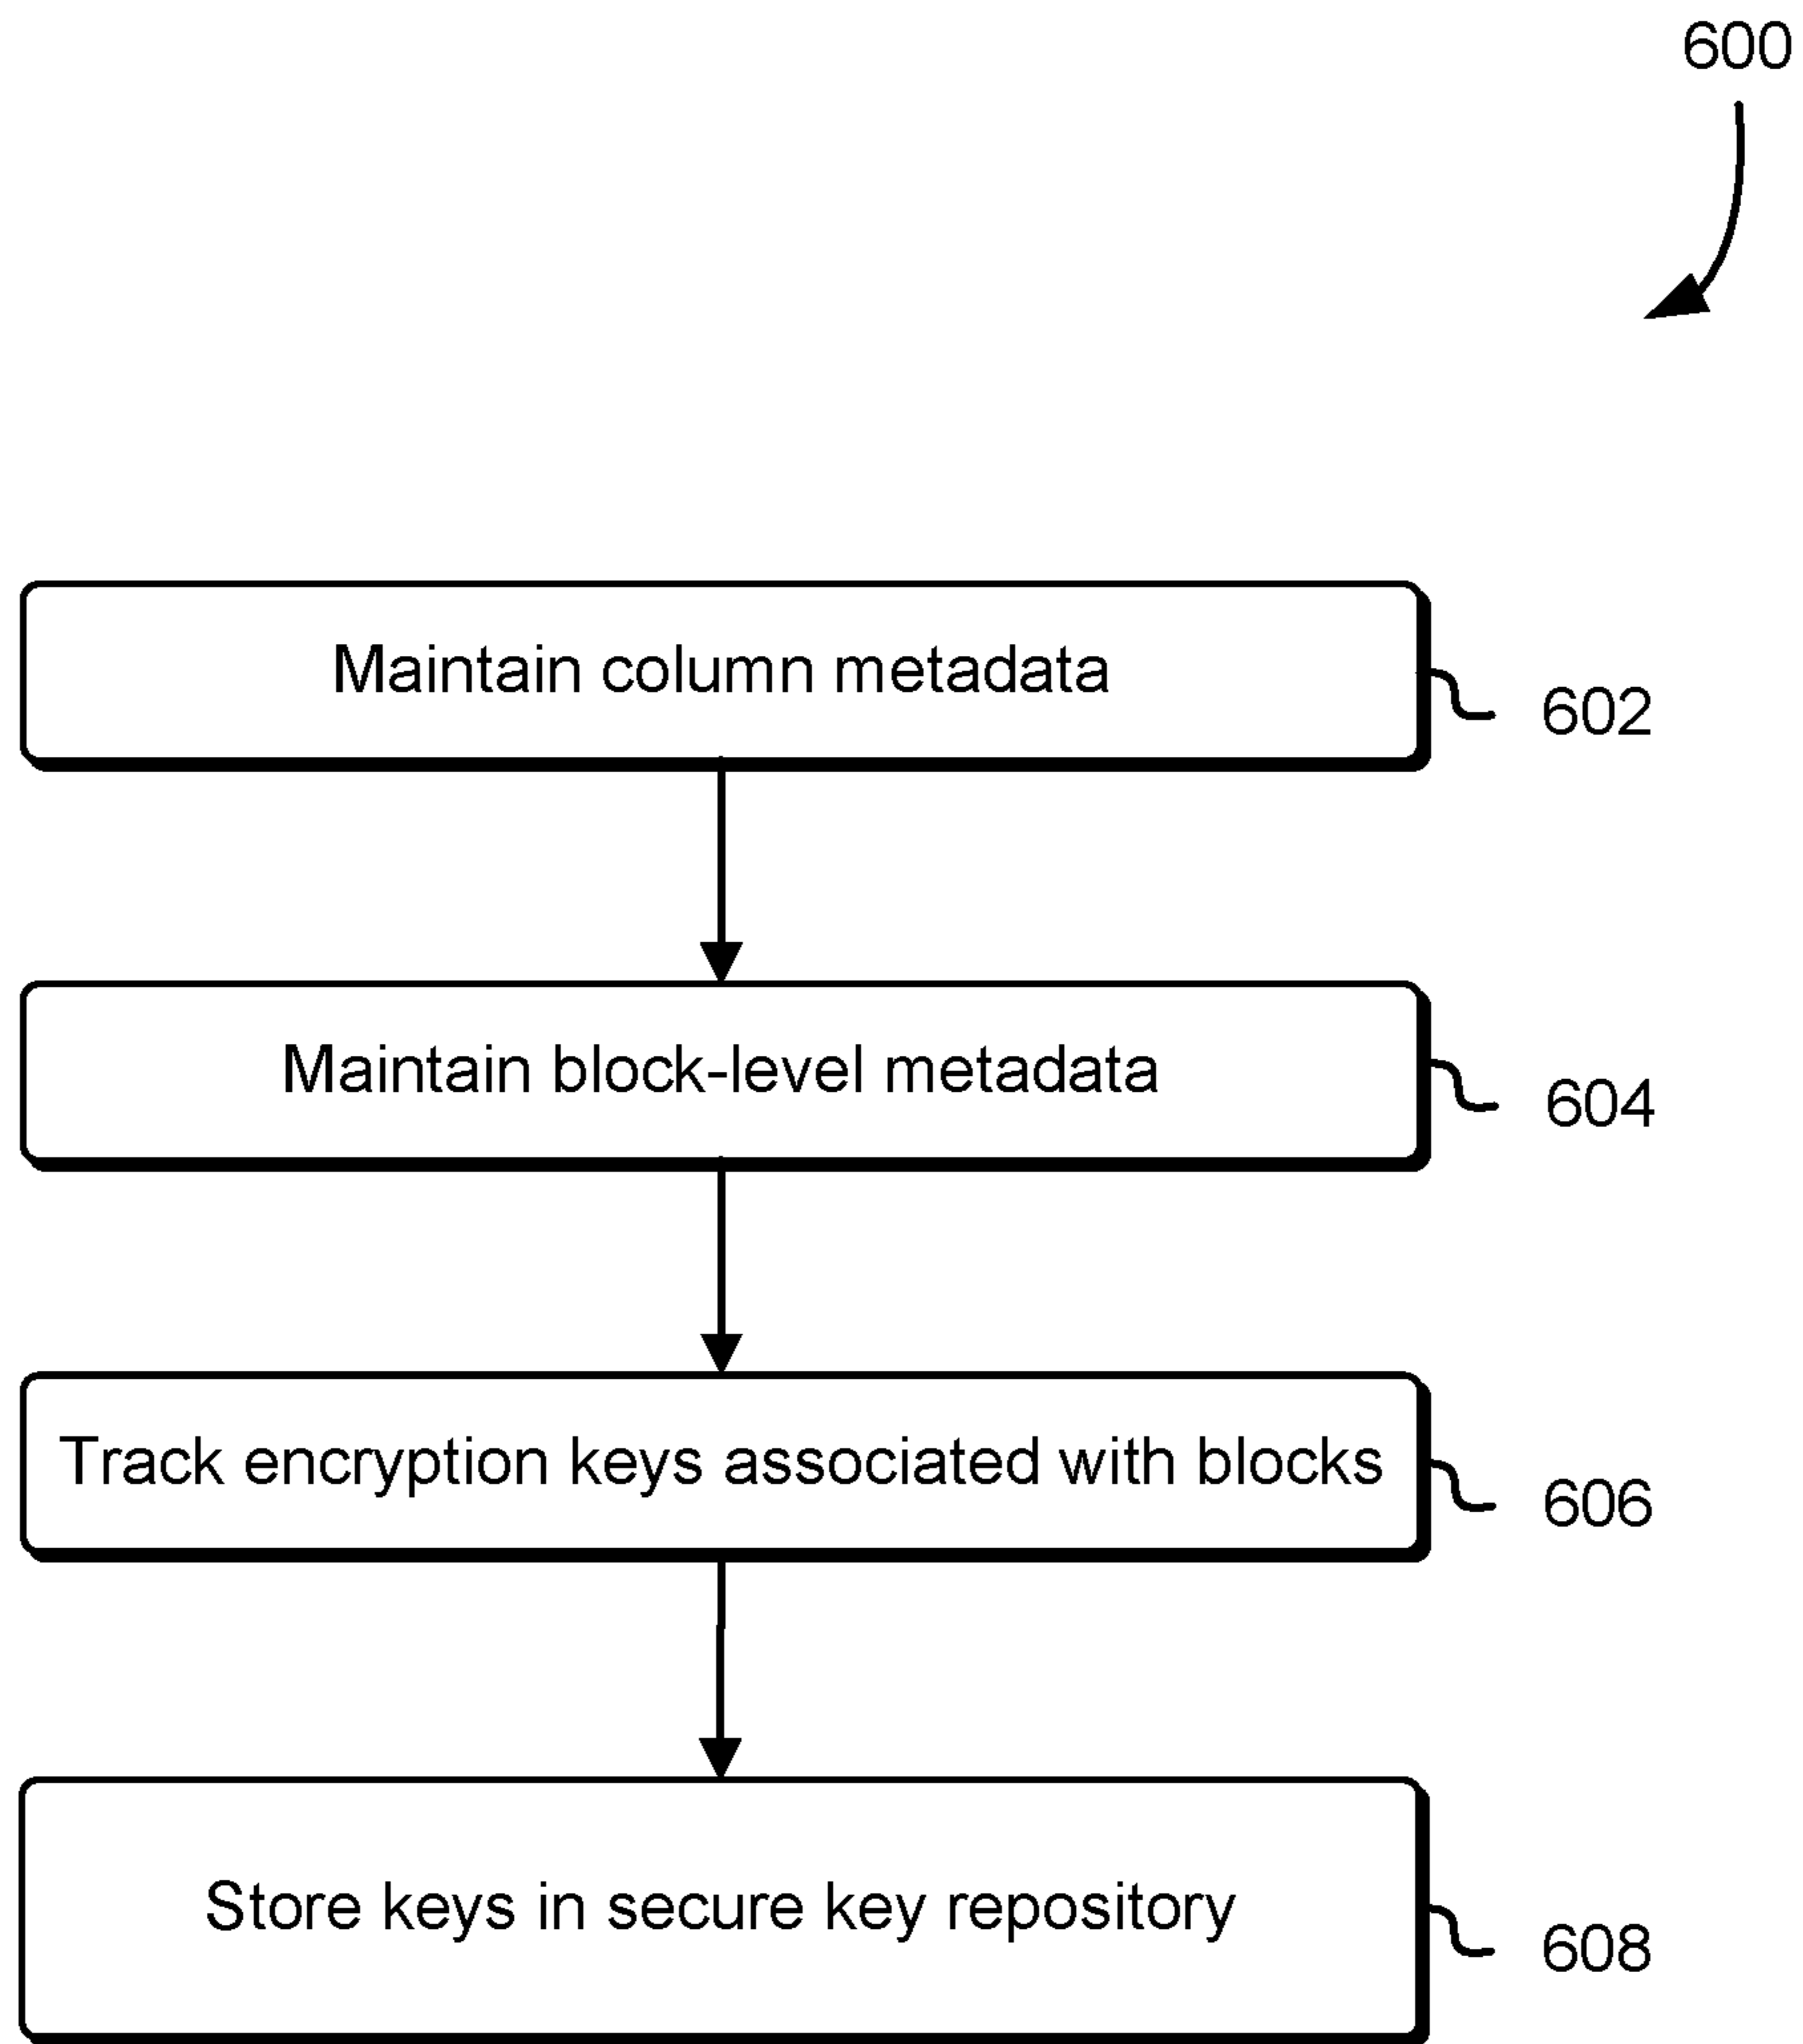 600
Maintain column metadata
602
Maintain block-level metadata
604
Track encryption keys associated with blocks
606
Store keys in secure key repository
608